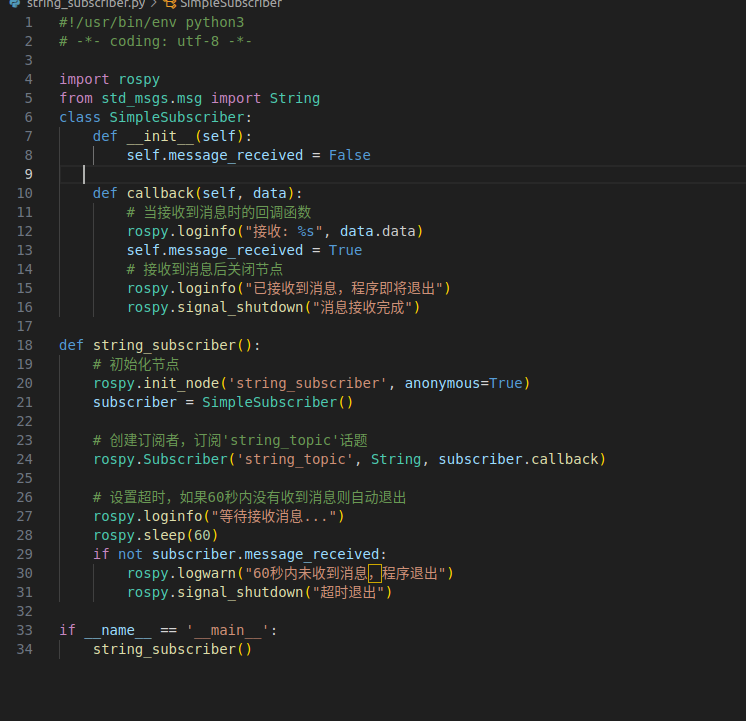 string_subscriber.py > SimpleSubscriber
1 #!/usr/bin/env python3
2 # -*- coding: utf-8 -*-
3
4 import rospy
5 from std_msgs.msg import String
6 class SimpleSubscriber:
7     def __init__(self):
8         self.message_received = False
9
10     def callback(self, data):
11         # 当接收到消息时的回调函数
12         rospy.loginfo("接收: %s", data.data)
13         self.message_received = True
14         # 接收到消息后关闭节点
15         rospy.loginfo("已接收到消息，程序即将退出")
16         rospy.signal_shutdown("消息接收完成")
17
18 def string_subscriber():
19     # 初始化节点
20     rospy.init_node('string_subscriber', anonymous=True)
21     subscriber = SimpleSubscriber()
22
23     # 创建订阅者，订阅'string_topic'话题
24     rospy.Subscriber('string_topic', String, subscriber.callback)
25
26     # 设置超时，如果60秒内没有收到消息则自动退出
27     rospy.loginfo("等待接收消息...")
28     rospy.sleep(60)
29     if not subscriber.message_received:
30         rospy.logwarn("60秒内未收到消息，程序退出")
31         rospy.signal_shutdown("超时退出")
32
33 if __name__ == '__main__':
34     string_subscriber()